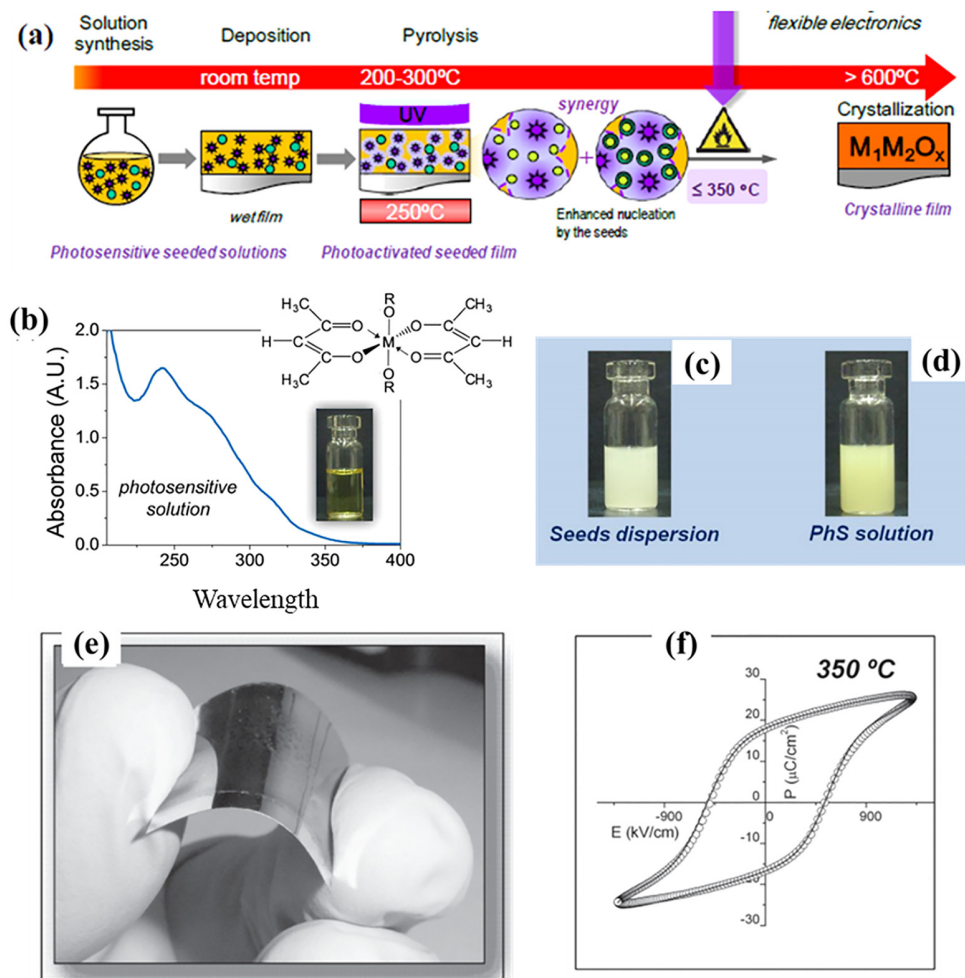 (a)
Solution
synthesis
Deposition
Pyrolysis
flexible electronics
room temp
200-300ºC
> 600ºC
UV
synergy
Crystallization
M₁M₂Oₓ
+
≤ 350 °C
wet film
250ºC
Enhanced nucleation
by the seeds
Crystalline film
Photosensitive seeded solutions
Photoactivated seeded film
(b)
H₃C
R
CH₃
O
O
O
H
M
H
O
O
O
H₃C
R
CH₃
2.0
1.5
1.0
0.5
0.0
Absorbance (A.U.)
photosensitive
solution
250
300
350
400
Wavelength
(c)
(d)
Seeds dispersion
PhS solution
(e)
(f)
350 ºC
30
20
10
0
-10
-20
-30
P (µC/cm²)
-900
0
900
E (kV/cm)